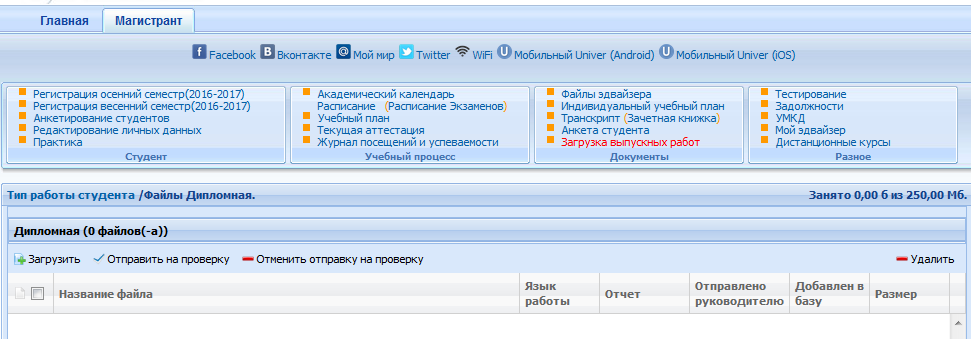 Главная Магистрант
Facebook Вконтакте Мой мир Twitter WiFi Мобильный Univer (Android) Мобильный Univer (iOS)
Регистрация осенний семестр(2016-2017)
Регистрация весенний семестр(2016-2017)
Анкетирование студентов
Редактирование личных данных
Практика
Студент
Академический календарь
Расписание (Расписание Экзаменов)
Учебный план
Текущая аттестация
Журнал посещений и успеваемости
Учебный процесс
Файлы эдвайзера
Индивидуальный учебный план
Транскрипт (Зачетная книжка)
Анкета студента
Загрузка выпускных работ
Документы
Тестирование
Задолжности
УМКД
Мой эдвайзер
Дистанционные курсы
Разное
Тип работы студента /Файлы Дипломная. Занято 0,00 б из 250,00 Мб.
Дипломная (0 файлов(-а))
Загрузить Отправить на проверку Отменить отправку на проверку Удалить
Название файла
Язык
работы
Отчет
Отправлено
руководителю
Добавлен в
базу
Размер